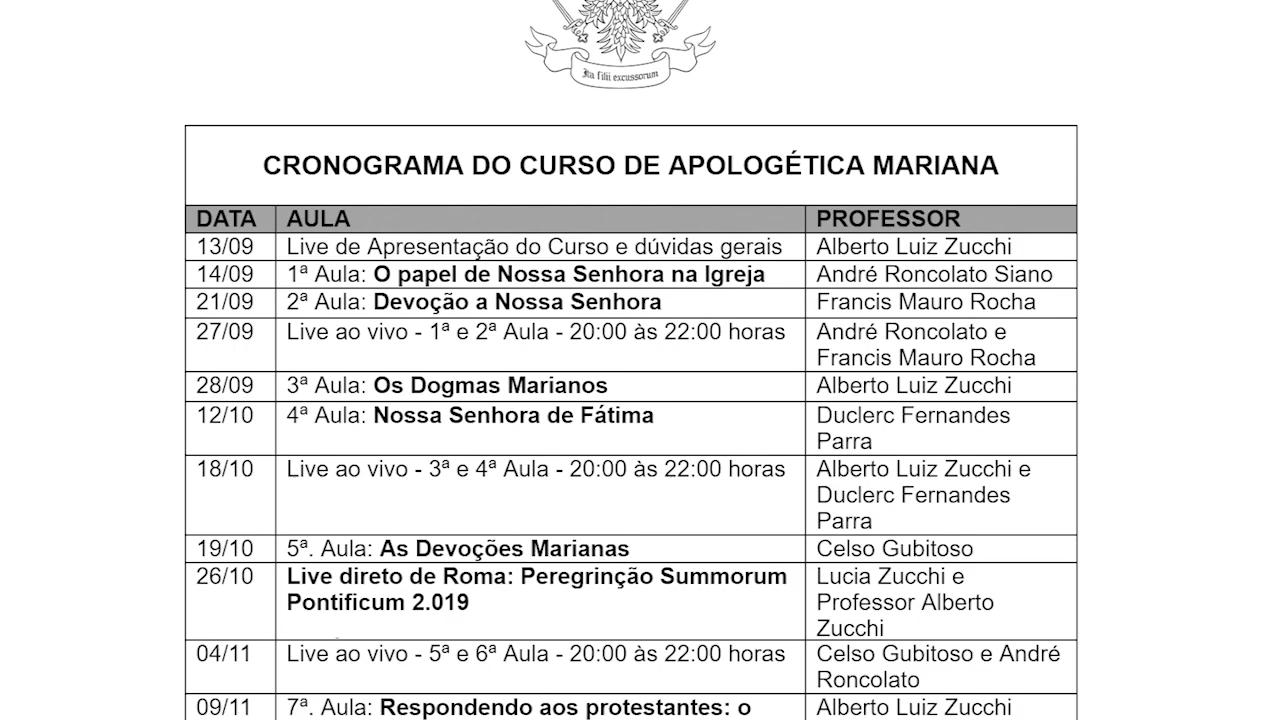 Ita filii excussorum
CRONOGRAMA DO CURSO DE APOLOGÉTICA MARIANA
DATA AULA PROFESSOR
13/09 Live de Apresentação do Curso e dúvidas gerais Alberto Luiz Zucchi
14/09 1ª Aula: O papel de Nossa Senhora na Igreja André Roncolato Siano
21/09 2ª Aula: Devoção a Nossa Senhora Francis Mauro Rocha
27/09 Live ao vivo - 1ª e 2ª Aula - 20:00 às 22:00 horas André Roncolato e
Francis Mauro Rocha
28/09 3ª Aula: Os Dogmas Marianos Alberto Luiz Zucchi
12/10 4ª Aula: Nossa Senhora de Fátima Duclerc Fernandes
Parra
18/10 Live ao vivo - 3ª e 4ª Aula - 20:00 às 22:00 horas Alberto Luiz Zucchi e
Duclerc Fernandes
Parra
19/10 5ª. Aula: As Devoções Marianas Celso Gubitoso
26/10 Live direto de Roma: Peregrinção Summorum Lucia Zucchi e
Pontificum 2.019 Professor Alberto
Zucchi
04/11 Live ao vivo - 5ª e 6ª Aula - 20:00 às 22:00 horas Celso Gubitoso e André
Roncolato
09/11 7ª. Aula: Respondendo aos protestantes: o Alberto Luiz Zucchi